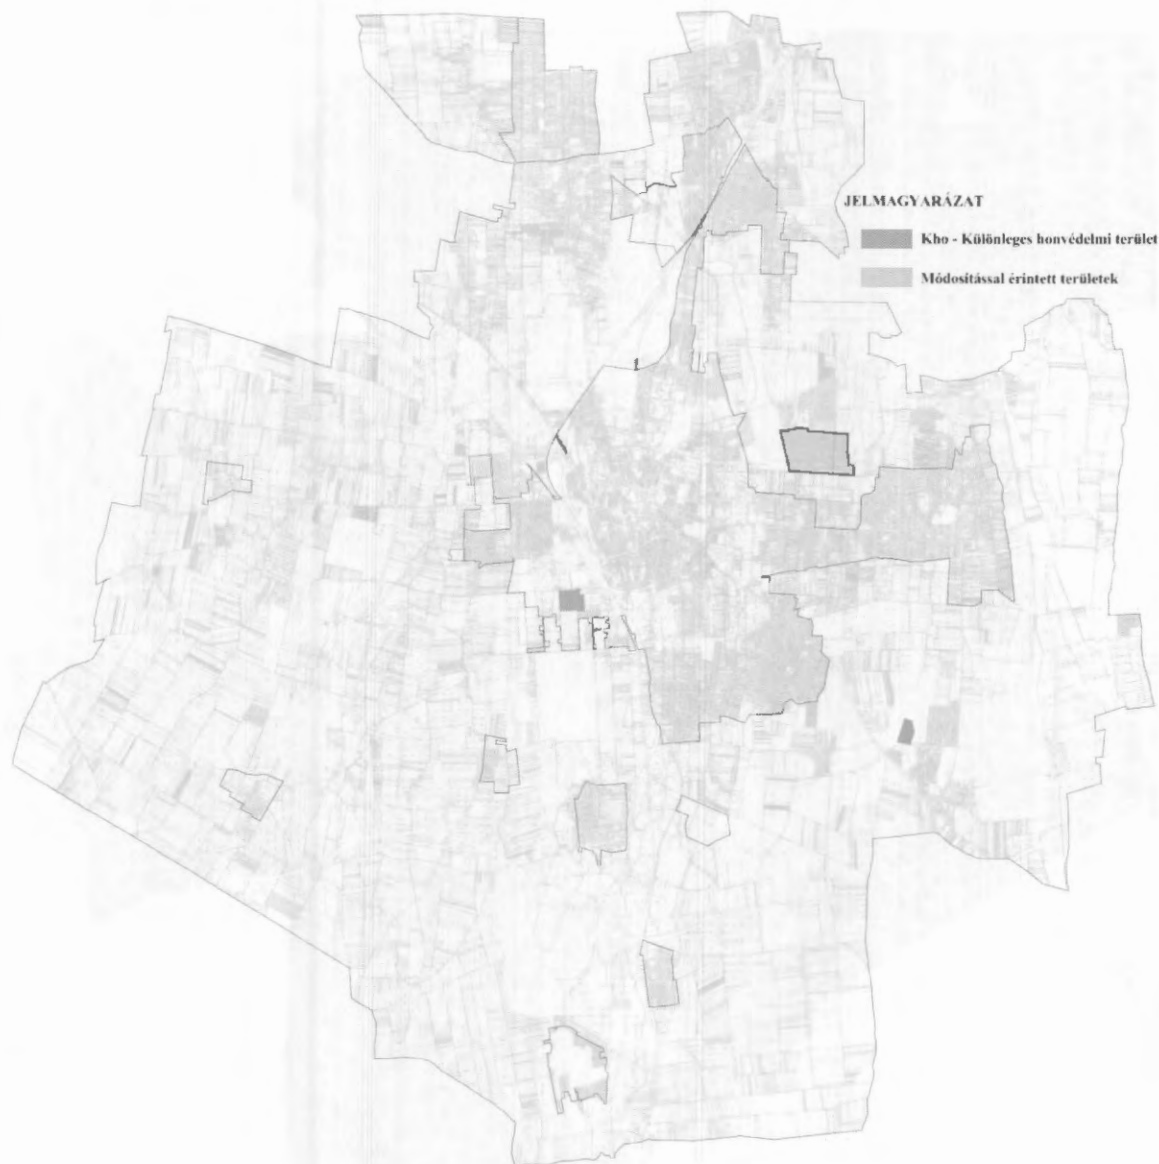 JELMAGYARÁZAT
Kho - Különleges honvédelmi terület
Módosítással érintett területek